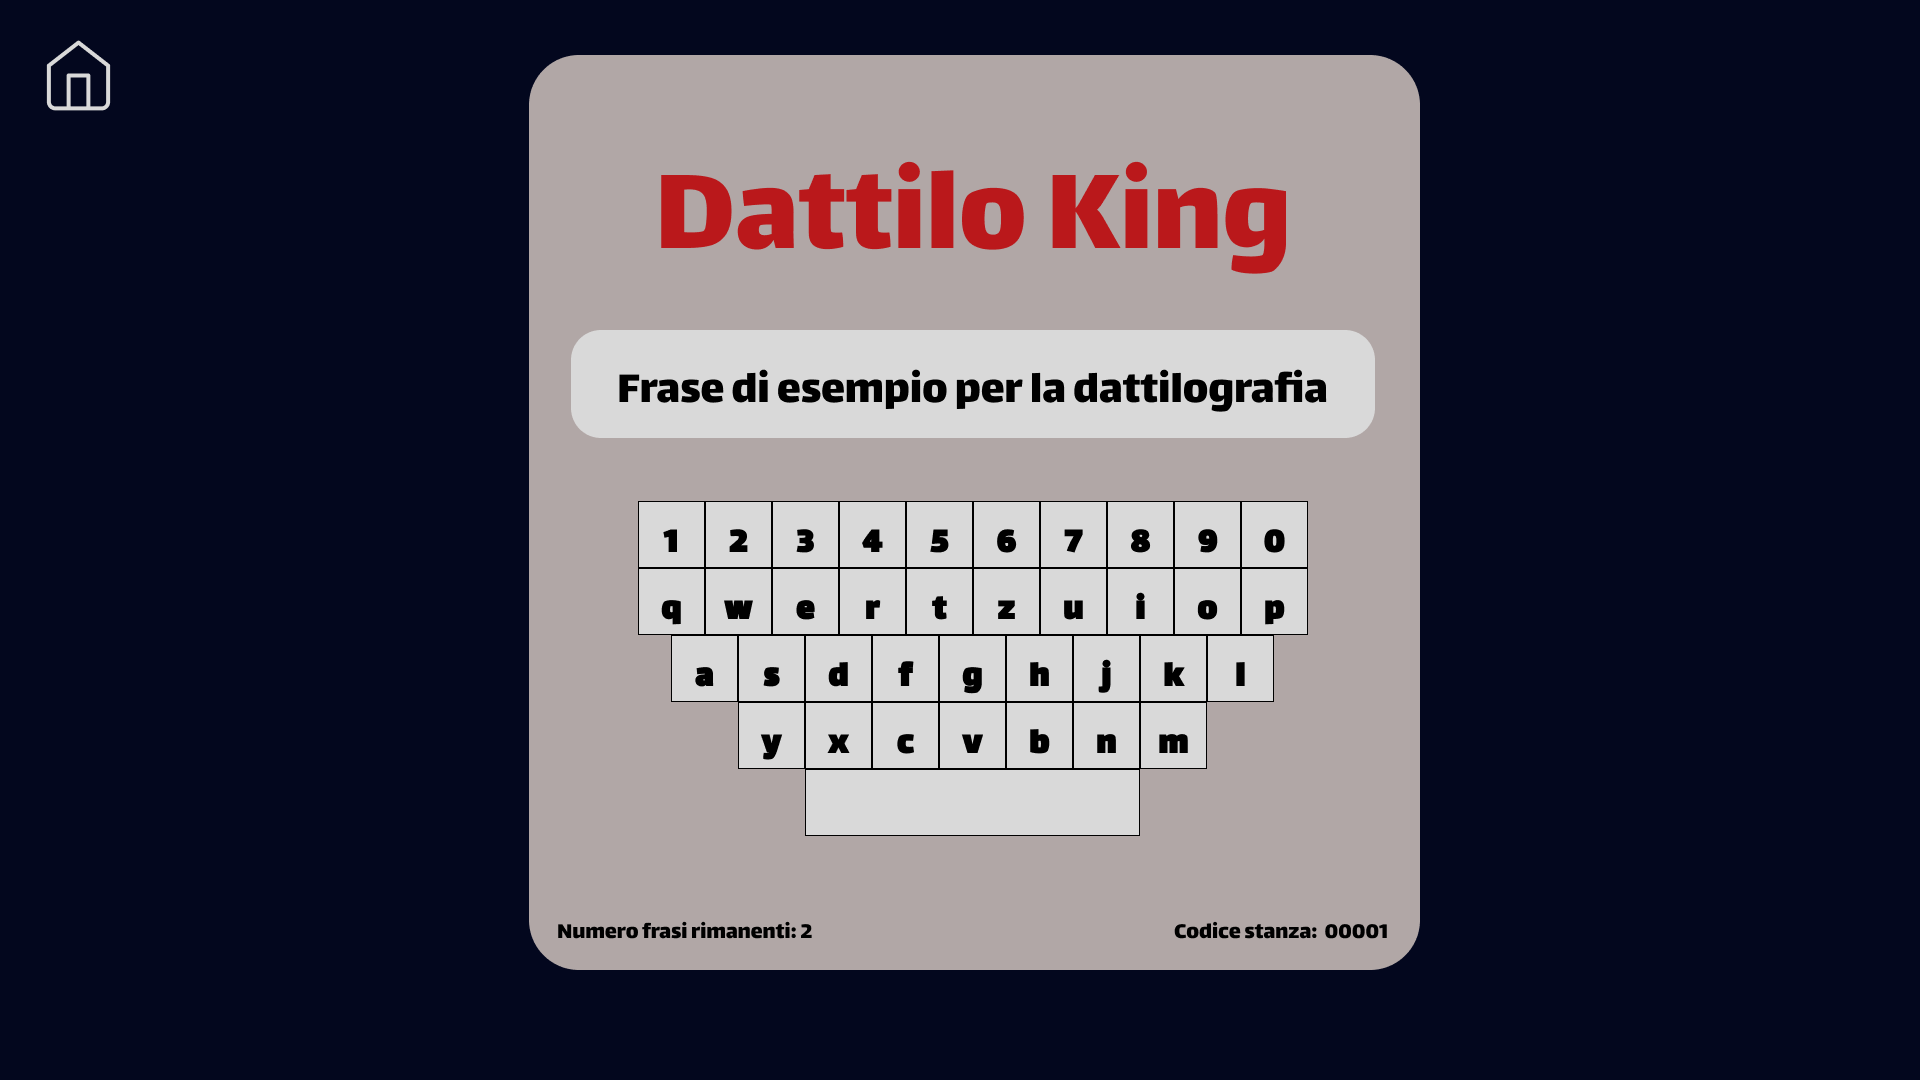 Dattilo King
Frase di esempio per la dattilografia
1 2 3 4 5 6 7 8 9 0
q w e r t z u i o p
a s d f g h j k l
y x c v b n m
Numero frasi rimanenti: 2
Codice stanza: 00001